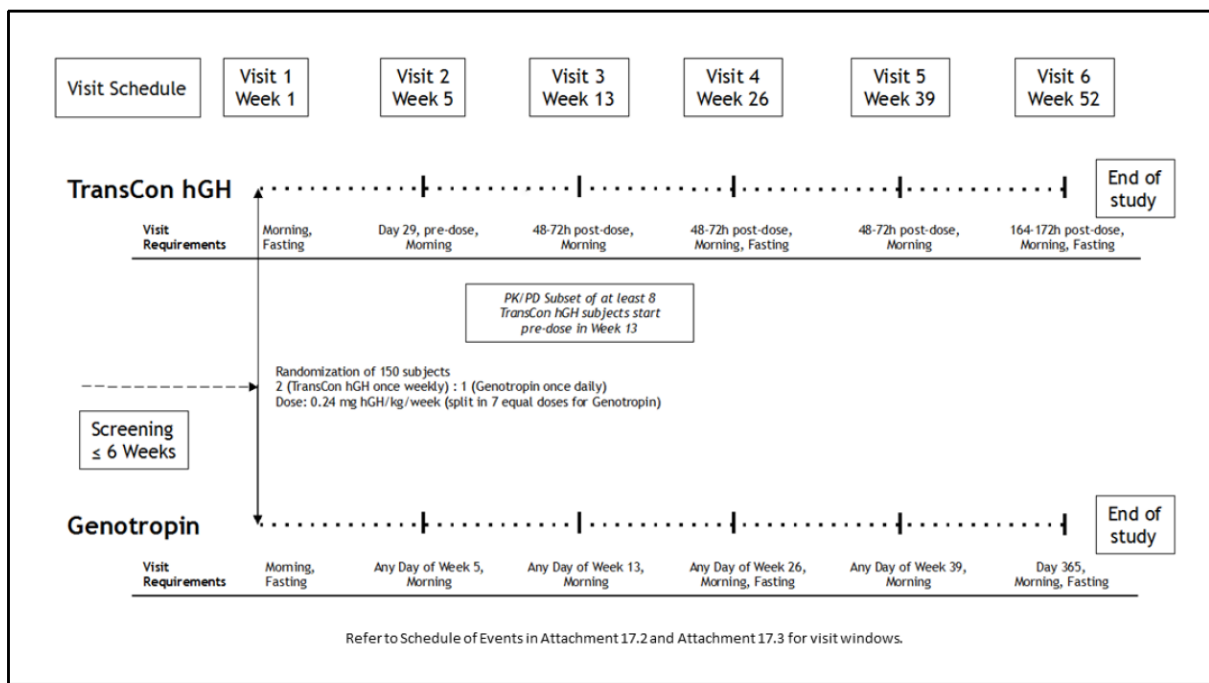 Visit Schedule
Visit 1
Week 1
Visit 2
Week 5
Visit 3
Week 13
Visit 4
Week 26
Visit 5
Week 39
Visit 6
Week 52
TransCon hGH
End of
study
Visit
Requirements
Morning,
Fasting
Day 29, pre-dose,
Morning
48-72h post-dose,
Morning
48-72h post-dose,
Morning, Fasting
48-72h post-dose,
Morning
164-172h post-dose,
Morning, Fasting
PK/PD Subset of at least 8
TransCon hGH subjects start
pre-dose in Week 13
Randomization of 150 subjects
2 (TransCon hGH once weekly) : 1 (Genotropin once daily)
Dose: 0.24 mg hGH/kg/week (split in 7 equal doses for Genotropin)
Screening
≤ 6 Weeks
Genotropin
End of
study
Visit
Requirements
Morning,
Fasting
Any Day of Week 5,
Morning
Any Day of Week 13,
Morning
Any Day of Week 26,
Morning, Fasting
Any Day of Week 39,
Morning
Day 365,
Morning, Fasting
Refer to Schedule of Events in Attachment 17.2 and Attachment 17.3 for visit windows.